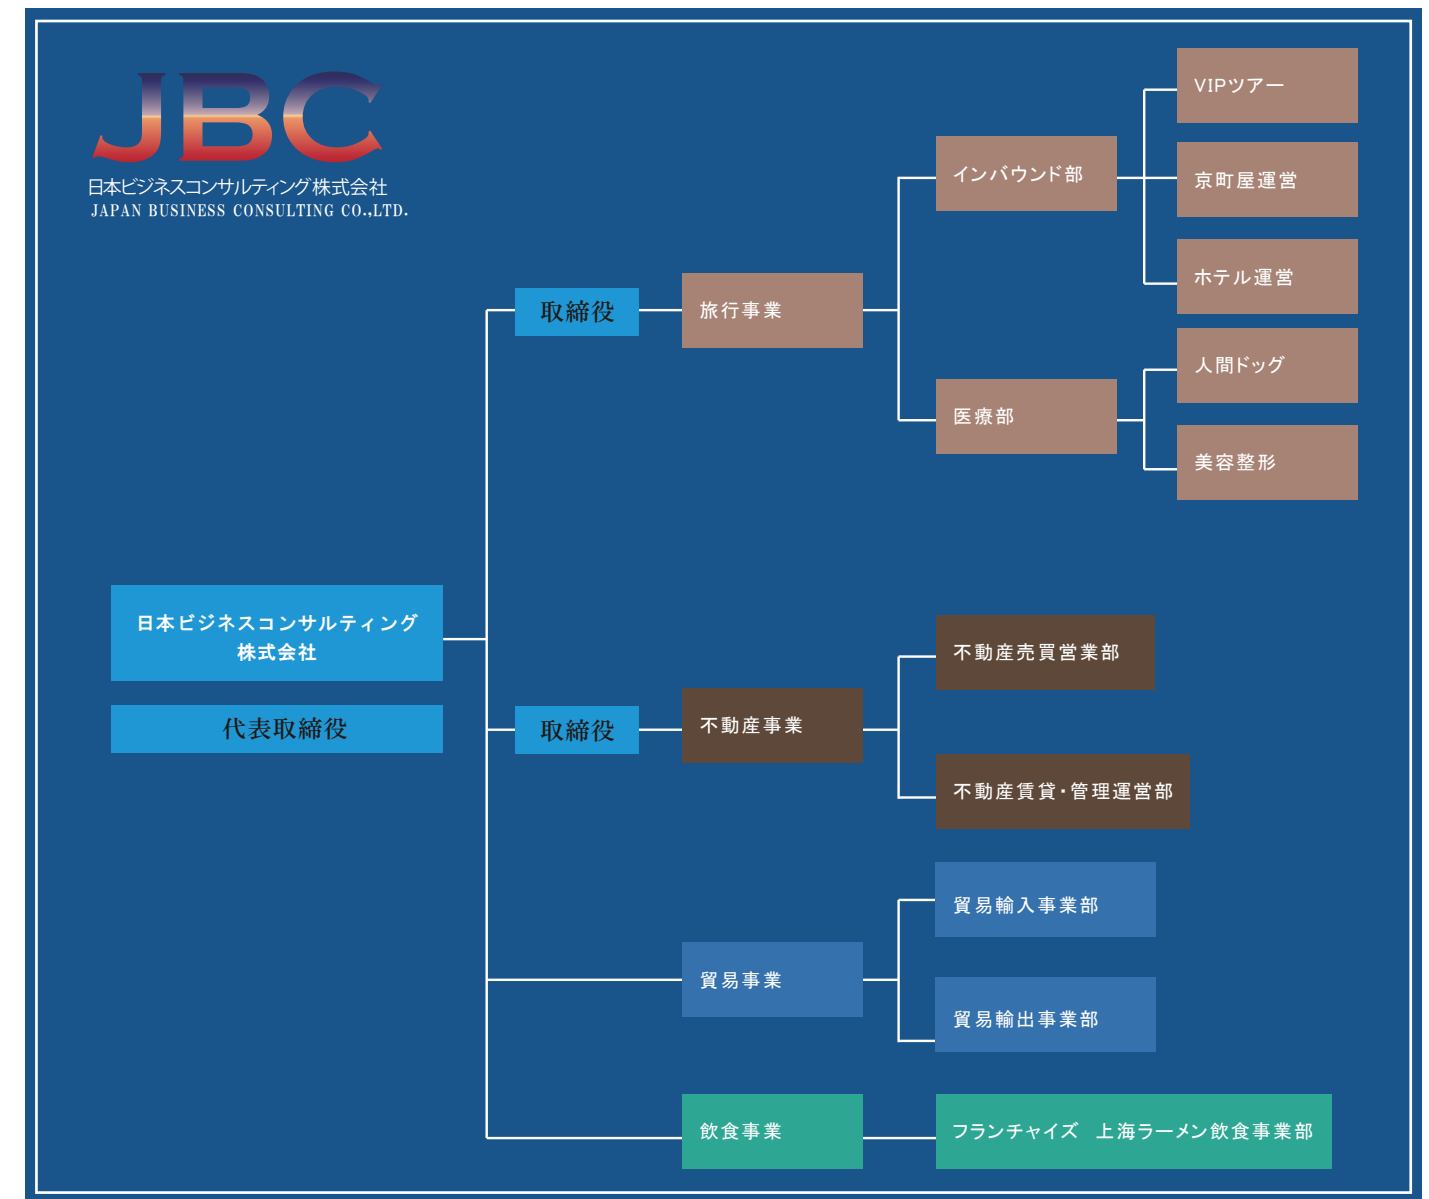 JBC
日本ビジネスコンサルティング株式会社
JAPAN BUSINESS CONSULTING CO.,LTD.
VIPツアー
インバウンド部
京町屋運営
ホテル運営
取締役
旅行事業
人間ドッグ
医療部
美容整形
日本ビジネスコンサルティング
株式会社
代表取締役
不動産売買営業部
取締役
不動産事業
不動産賃貸・管理運営部
貿易輸入事業部
貿易事業
貿易輸出事業部
飲食事業
フランチャイズ　上海ラーメン飲食事業部